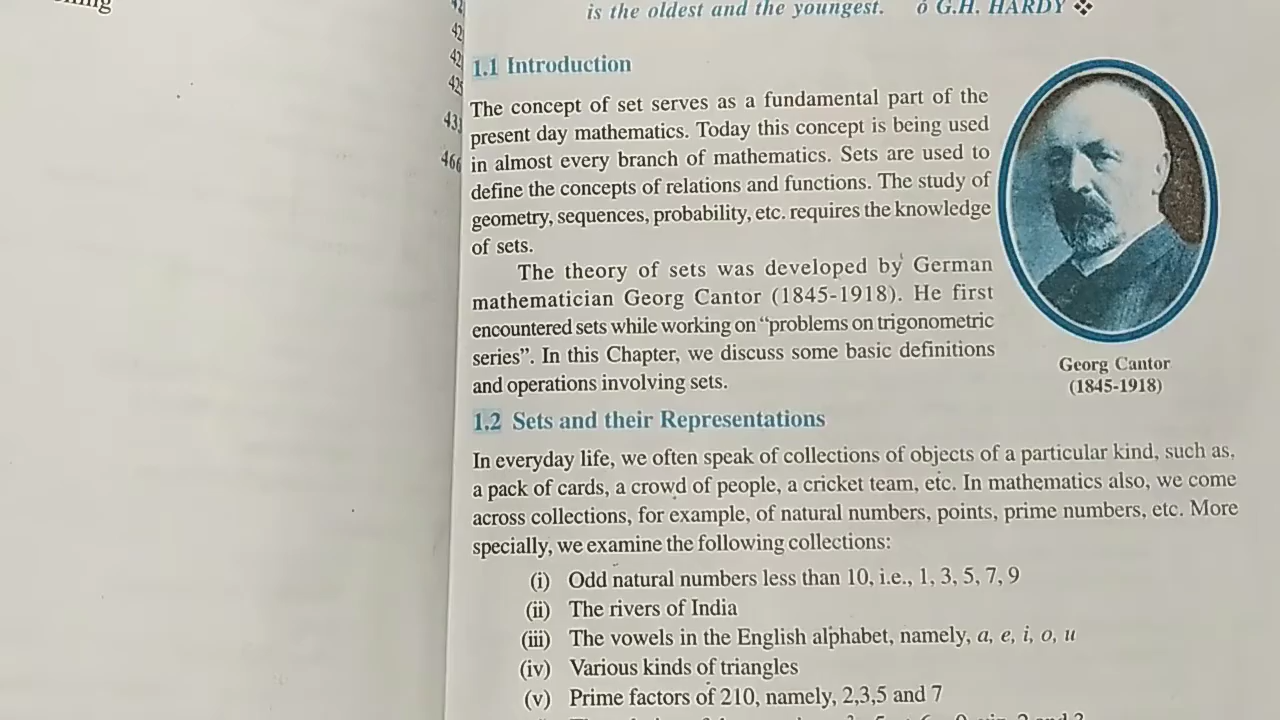 is the oldest and the youngest. ó G.H. HARDY ❖
42
42
42
431
466
1.1 Introduction
The concept of set serves as a fundamental part of the
present day mathematics. Today this concept is being used
in almost every branch of mathematics. Sets are used to
define the concepts of relations and functions. The study of
geometry, sequences, probability, etc. requires the knowledge
of sets.
The theory of sets was developed by German
mathematician Georg Cantor (1845-1918). He first
encountered sets while working on “problems on trigonometric
series”. In this Chapter, we discuss some basic definitions
and operations involving sets.
Georg Cantor
(1845-1918)
1.2 Sets and their Representations
In everyday life, we often speak of collections of objects of a particular kind, such as,
a pack of cards, a crowd of people, a cricket team, etc. In mathematics also, we come
across collections, for example, of natural numbers, points, prime numbers, etc. More
specially, we examine the following collections:
(i) Odd natural numbers less than 10, i.e., 1, 3, 5, 7, 9
(ii) The rivers of India
(iii) The vowels in the English alphabet, namely, a, e, i, o, u
(iv) Various kinds of triangles
(v) Prime factors of 210, namely, 2,3,5 and 7